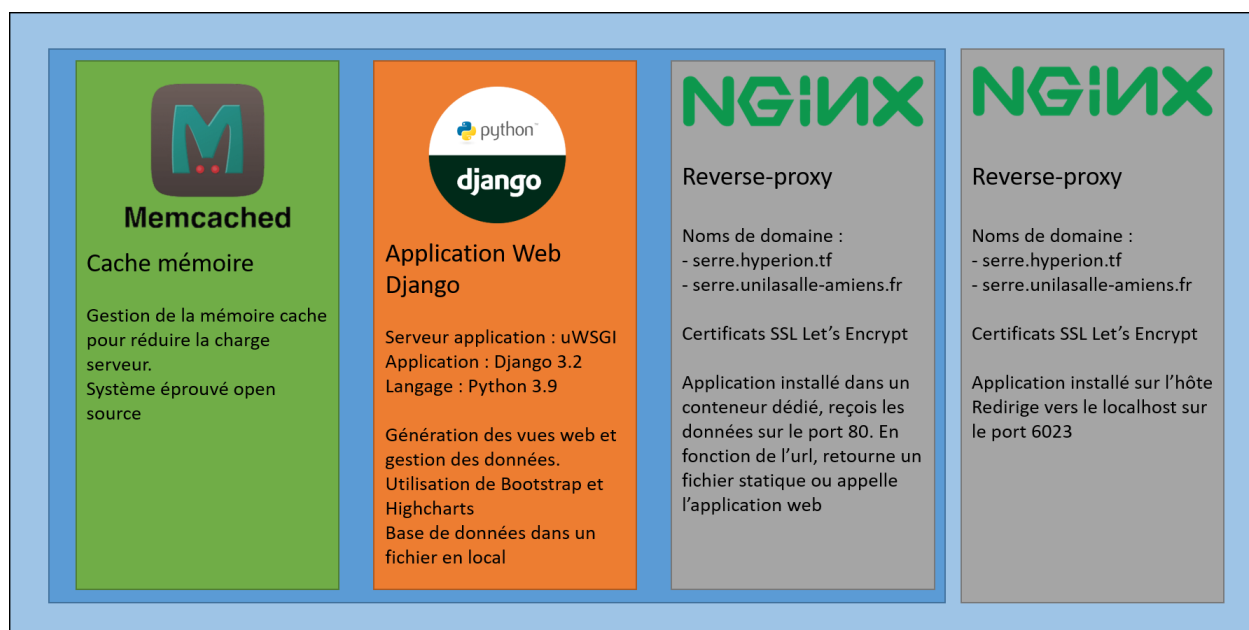 Memcached
Cache mémoire
Gestion de la mémoire cache
pour réduire la charge
serveur.
Système éprouvé open
source
python
django
Application Web
Django
Serveur application : uWSGI
Application : Django 3.2
Langage : Python 3.9
Génération des vues web et
gestion des données.
Utilisation de Bootstrap et
Highcharts
Base de données dans un
fichier en local
NGINX
Reverse-proxy
Noms de domaine :
- serre.hyperion.tf
- serre.unilasalle-amiens.fr
Certificats SSL Let’s Encrypt
Application installé dans un
conteneur dédié, reçois les
données sur le port 80. En
fonction de l’url, retourne un
fichier statique ou appelle
l’application web
NGINX
Reverse-proxy
Noms de domaine :
- serre.hyperion.tf
- serre.unilasalle-amiens.fr
Certificats SSL Let’s Encrypt
Application installé sur l’hôte
Redirige vers le localhost sur
le port 6023